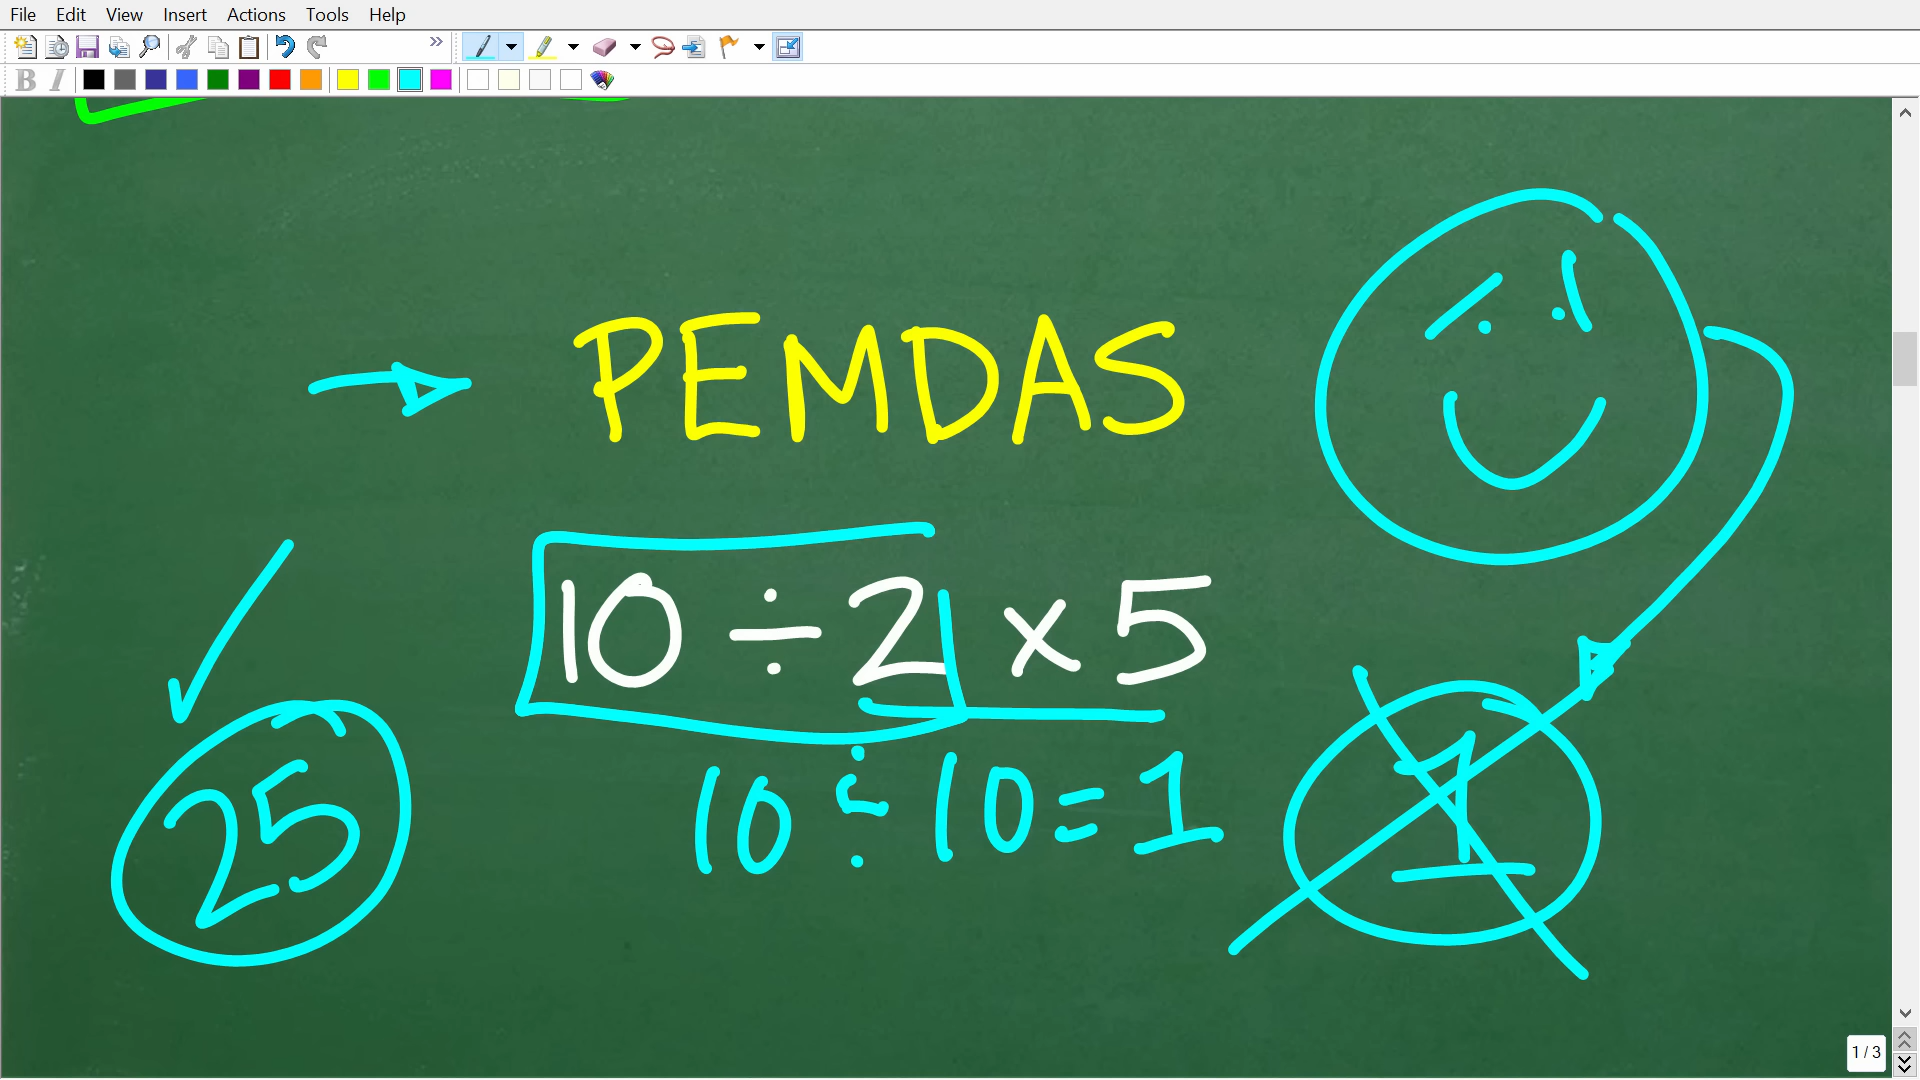 File Edit View Insert Actions Tools Help
B I
PEMDAS
10 ÷ 2 x 5
25
10 ÷ 10 = 1
1
1 / 3